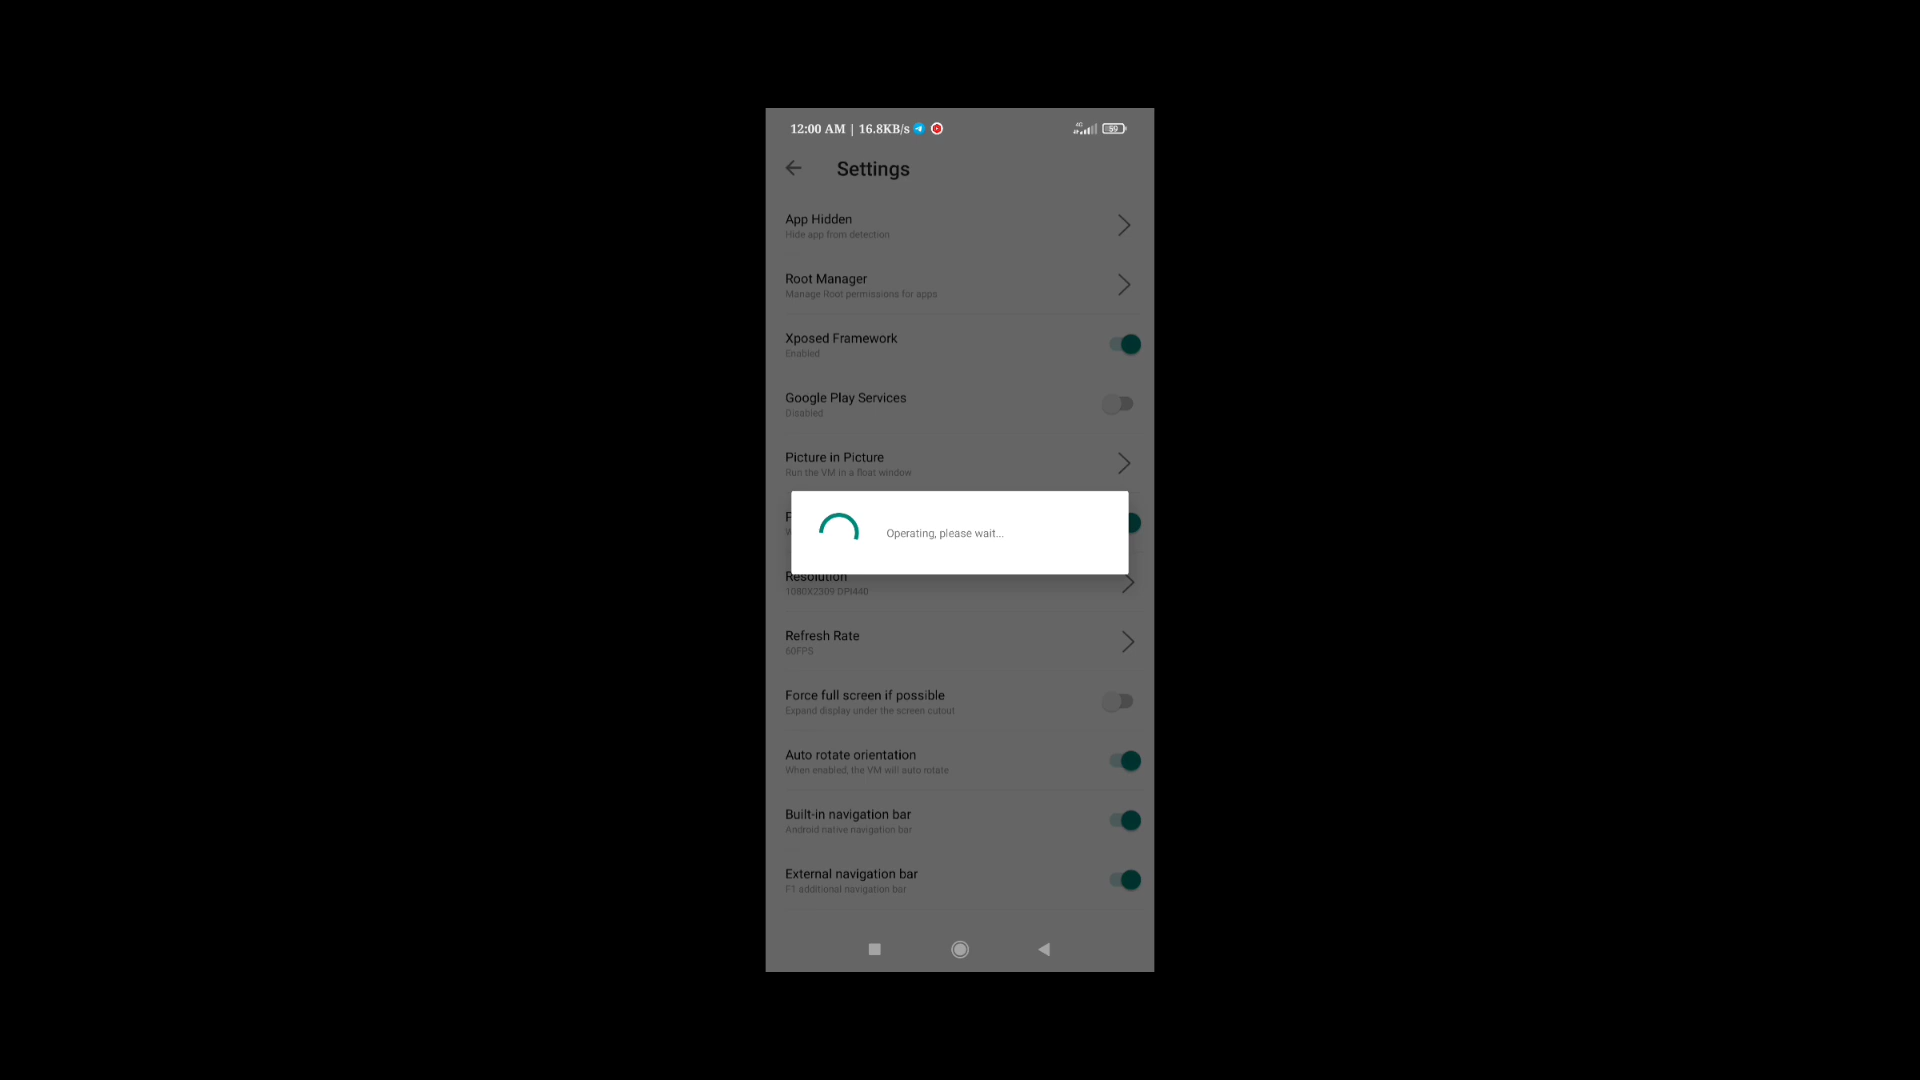 12:00 AM | 16.8KB/s
4G
59
Settings
App Hidden
Hide app from detection
Root Manager
Manage Root permissions for apps
Xposed Framework
Enabled
Google Play Services
Disabled
Picture in Picture
Run the VM in a float window
Operating, please wait...
Resolution
1080X2309 DPI440
Refresh Rate
60FPS
Force full screen if possible
Expand display under the screen cutout
Auto rotate orientation
When enabled, the VM will auto rotate
Built-in navigation bar
Android native navigation bar
External navigation bar
F1 additional navigation bar